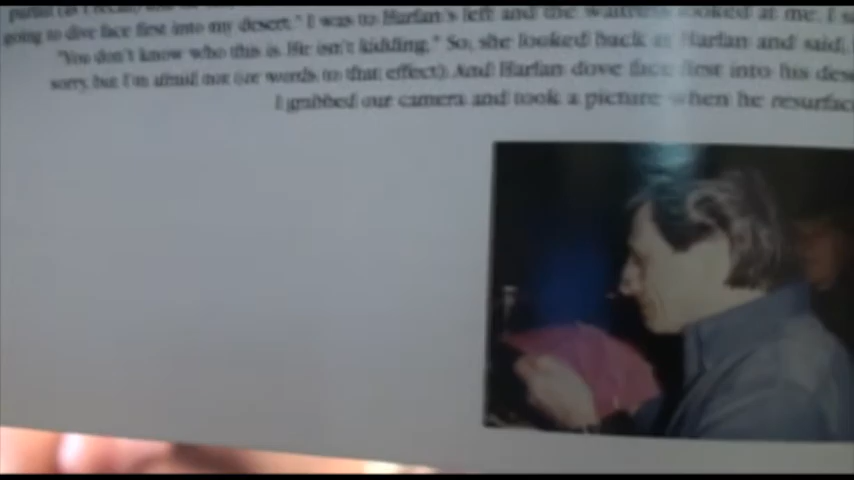 going to dive face first into my desert." I was to Harlan's left and the waitress looked at me. I
"You don't know who this is. He isn't kidding." So, she looked back at Harlan and said,
sorry, but I'm afraid not (or words to that effect). And Harlan dove face first into his
I grabbed our camera and took a picture when he